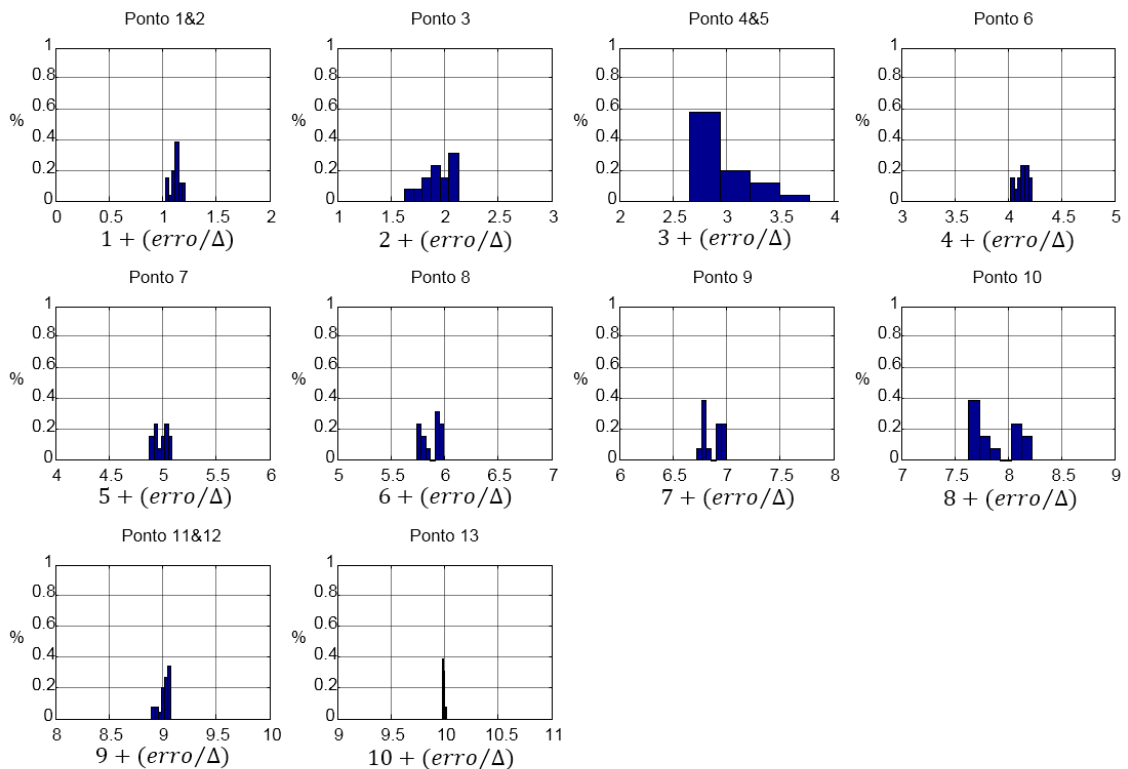 Ponto 1&2
1
0.8
0.6
%
0.4
0.2
0
0 0.5 1 1.5 2
1 + (erro/Δ)
Ponto 3
1
0.8
0.6
%
0.4
0.2
0
1 1.5 2 2.5 3
2 + (erro/Δ)
Ponto 4&5
1
0.8
0.6
%
0.4
0.2
0
2 2.5 3 3.5 4
3 + (erro/Δ)
Ponto 6
1
0.8
0.6
%
0.4
0.2
0
3 3.5 4 4.5 5
4 + (erro/Δ)
Ponto 7
1
0.8
0.6
%
0.4
0.2
0
4 4.5 5 5.5 6
5 + (erro/Δ)
Ponto 8
1
0.8
0.6
%
0.4
0.2
0
5 5.5 6 6.5 7
6 + (erro/Δ)
Ponto 9
1
0.8
0.6
%
0.4
0.2
0
6 6.5 7 7.5 8
7 + (erro/Δ)
Ponto 10
1
0.8
0.6
%
0.4
0.2
0
7 7.5 8 8.5 9
8 + (erro/Δ)
Ponto 11&12
1
0.8
0.6
%
0.4
0.2
0
8 8.5 9 9.5 10
9 + (erro/Δ)
Ponto 13
1
0.8
0.6
%
0.4
0.2
0
9 9.5 10 10.5 11
10 + (erro/Δ)